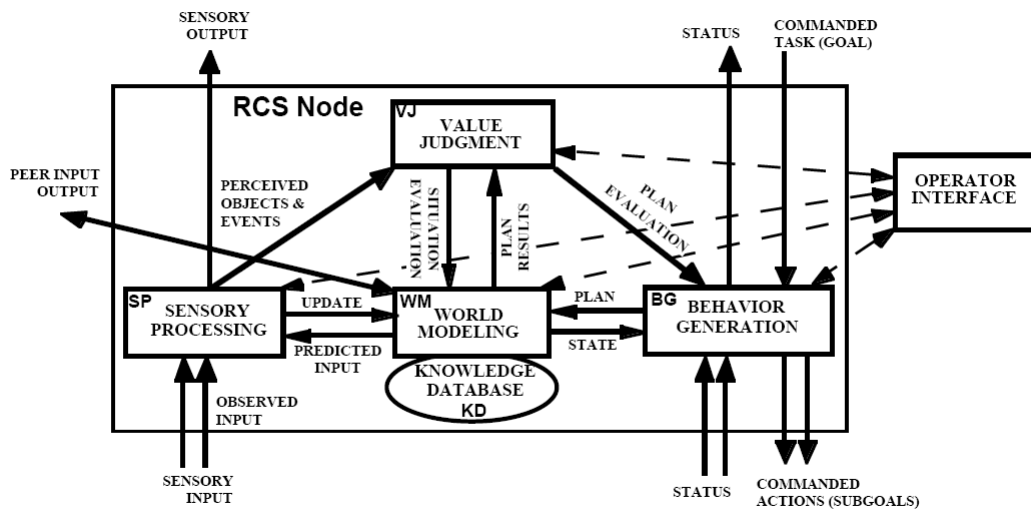 SENSORY
OUTPUT
STATUS
COMMANDED
TASK (GOAL)
RCS Node
VJ
VALUE
JUDGMENT
PEER INPUT
OUTPUT
PERCEIVED
OBJECTS &
EVENTS
SITUATION
EVALUATION
PLAN
RESULTS
PLAN
EVALUATION
OPERATOR
INTERFACE
SP
SENSORY
PROCESSING
UPDATE
PREDICTED
INPUT
WM
WORLD
MODELING
PLAN
STATE
BG
BEHAVIOR
GENERATION
KNOWLEDGE
DATABASE
KD
OBSERVED
INPUT
SENSORY
INPUT
STATUS
COMMANDED
ACTIONS (SUBGOALS)